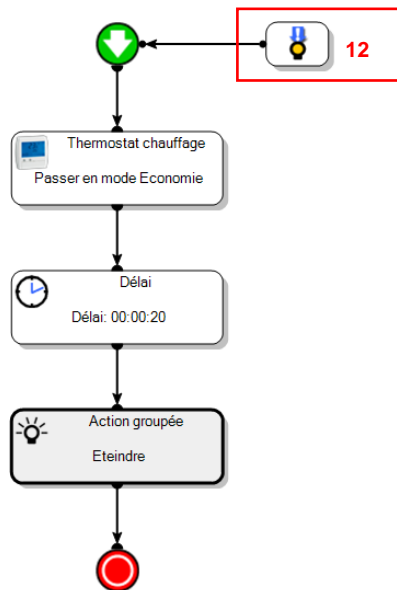 12
Thermostat chauffage
Passer en mode Economie
Délai
Délai: 00:00:20
Action groupée
Eteindre